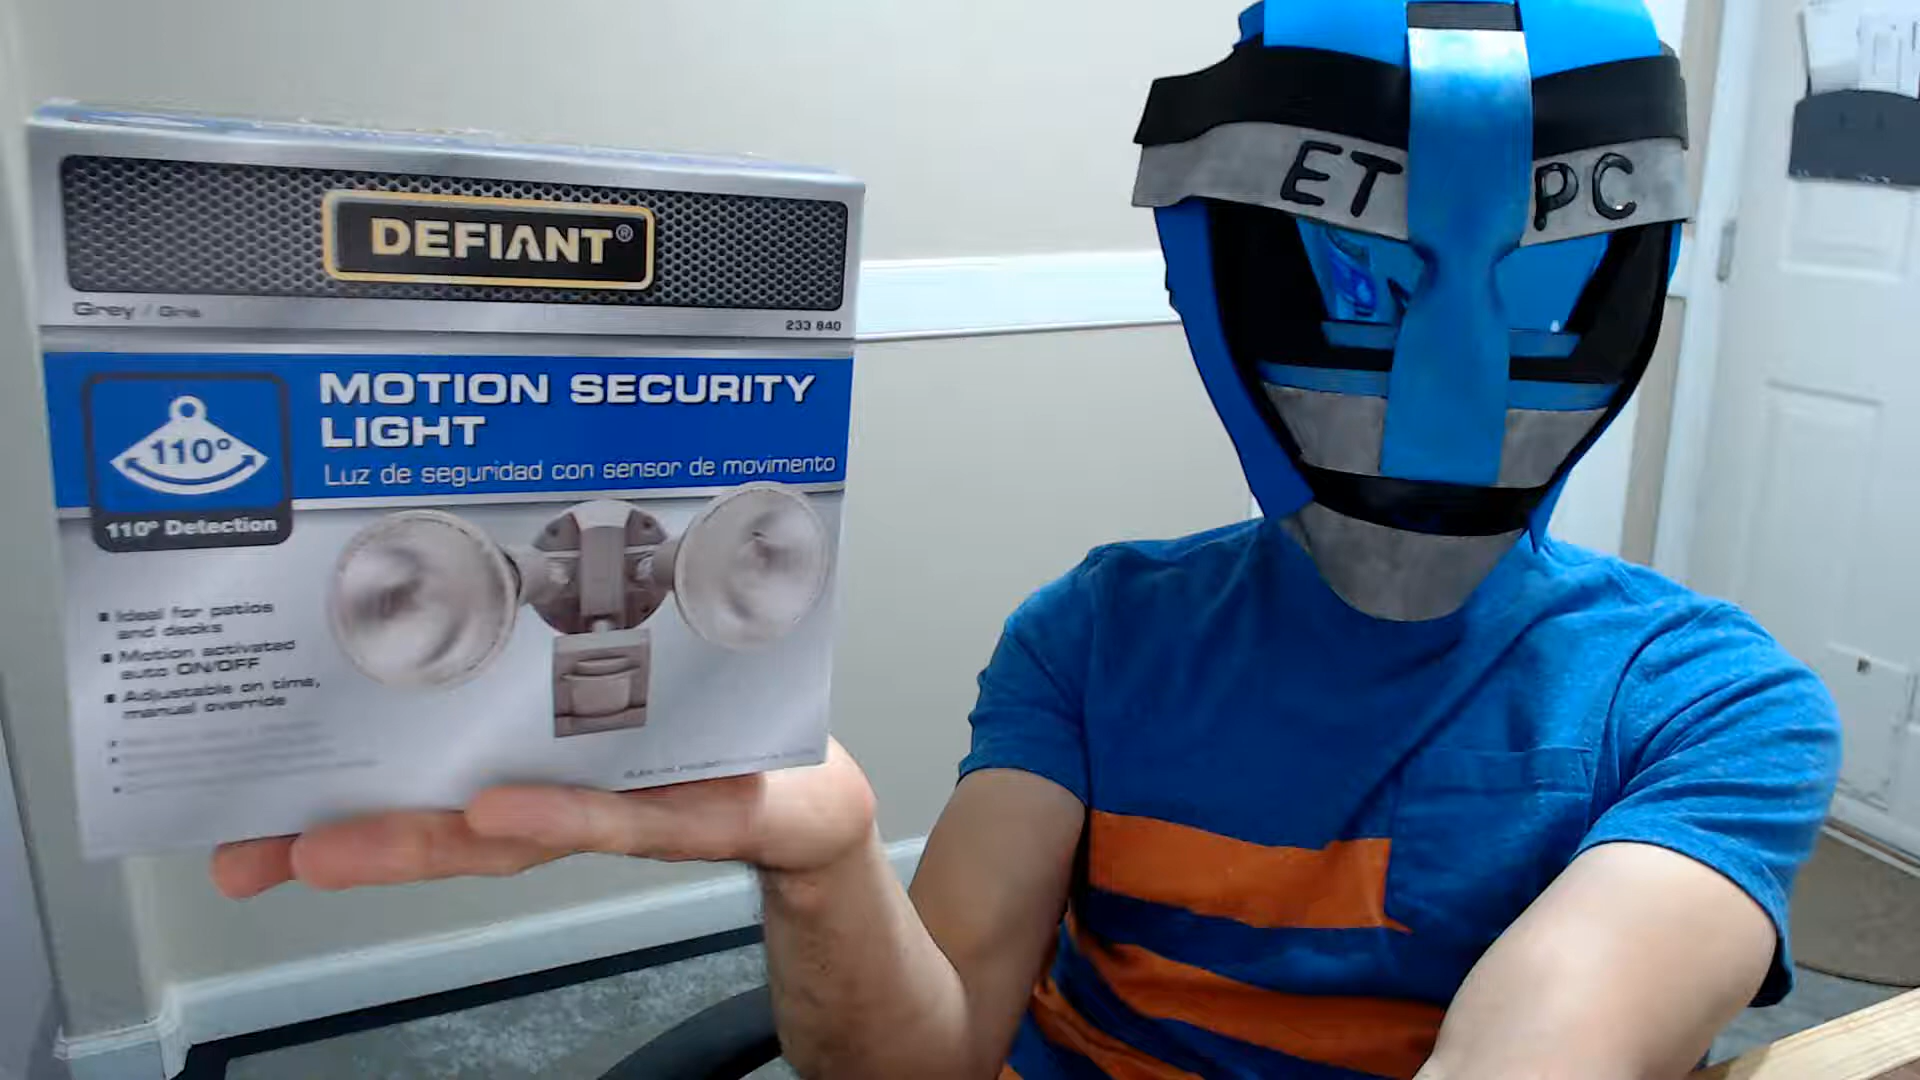 DEFIANT®
Grey / Gris
233 840
MOTION SECURITY
LIGHT
Luz de seguridad con sensor de movimento
110°
110° Detection
Ideal for patios
and decks
Motion activated
auto ON/OFF
Adjustable on time,
manual override
ET PC